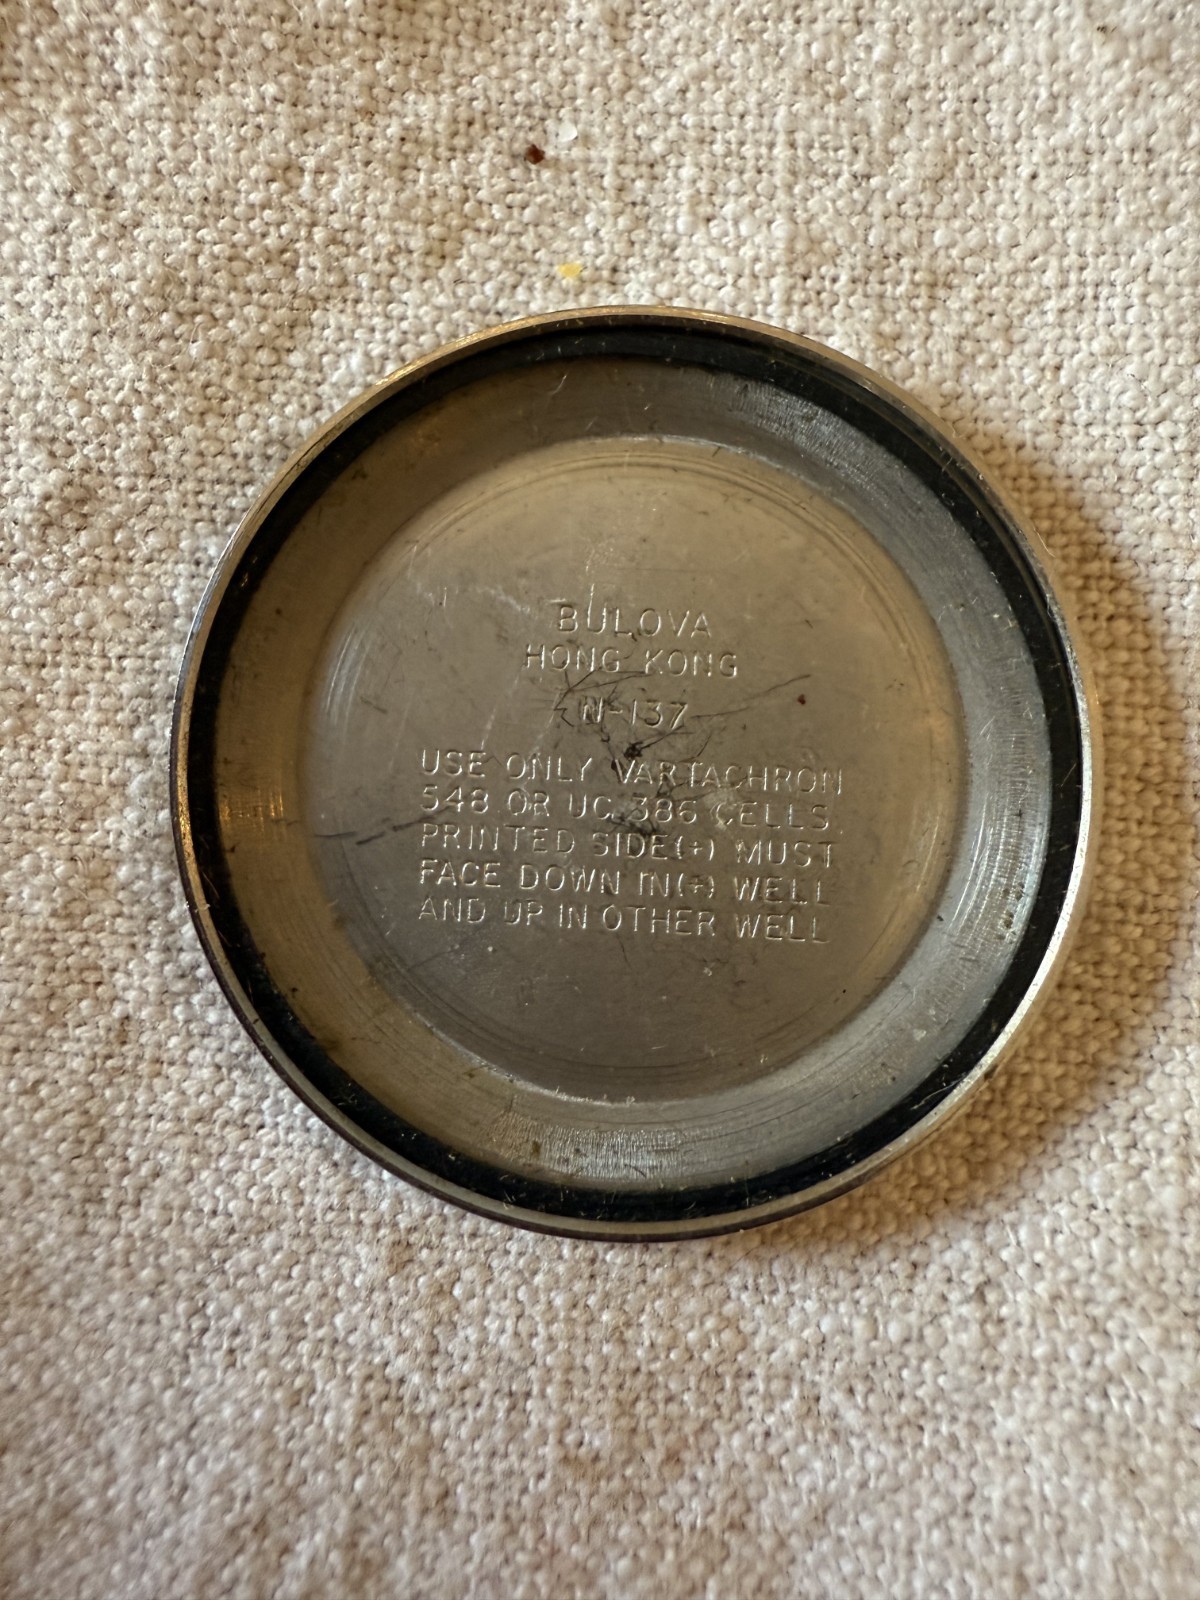 BULOVA
HONG KONG
N-137
USE ONLY VARTACHRON
548 OR UC 386 CELLS.
PRINTED SIDE(+) MUST
FACE DOWN IN(+) WELL
AND UP IN OTHER WELL